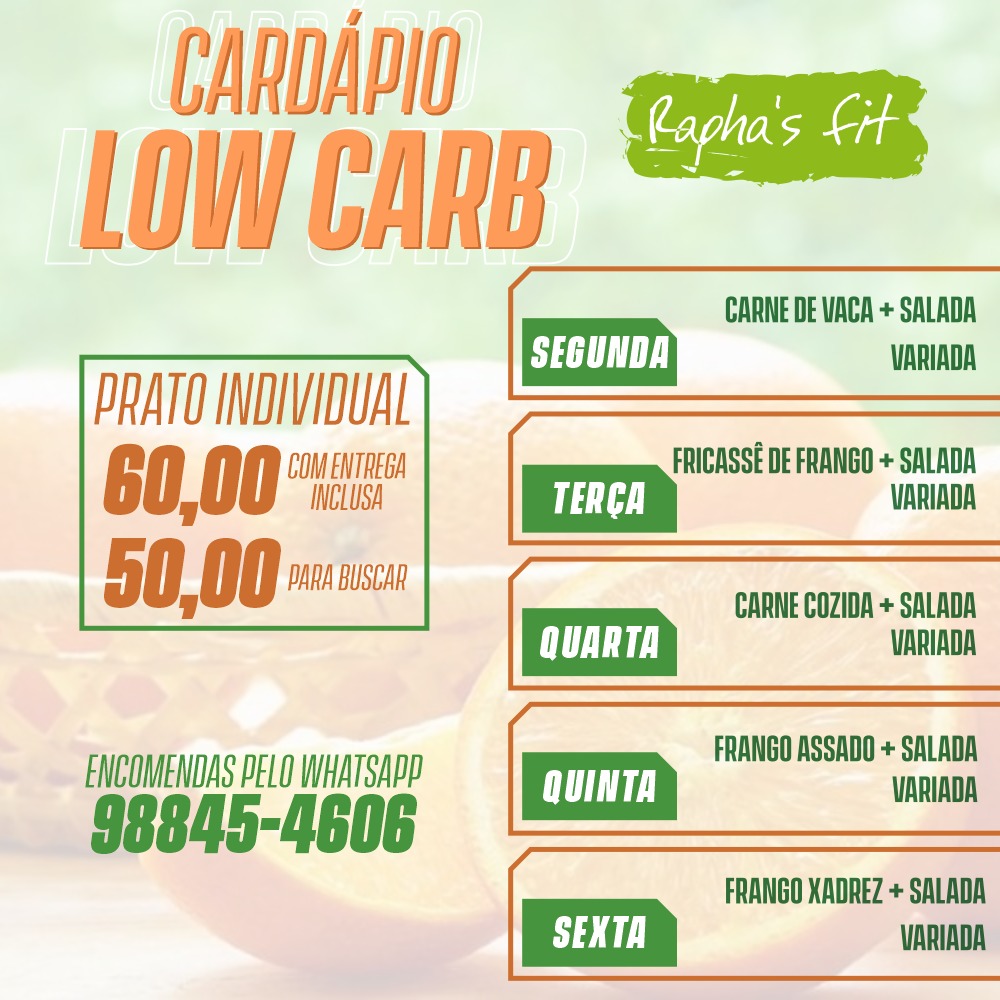 CARDÁPIO
LOW CARB
Rapha's fit
PRATO INDIVIDUAL
60,00 COM ENTREGA
INCLUSA
50,00 PARA BUSCAR
ENCOMENDAS PELO WHATSAPP
98845-4606
SEGUNDA
CARNE DE VACA + SALADA
VARIADA
TERÇA
FRICASSÊ DE FRANGO + SALADA
VARIADA
QUARTA
CARNE COZIDA + SALADA
VARIADA
QUINTA
FRANGO ASSADO + SALADA
VARIADA
SEXTA
FRANGO XADREZ + SALADA
VARIADA